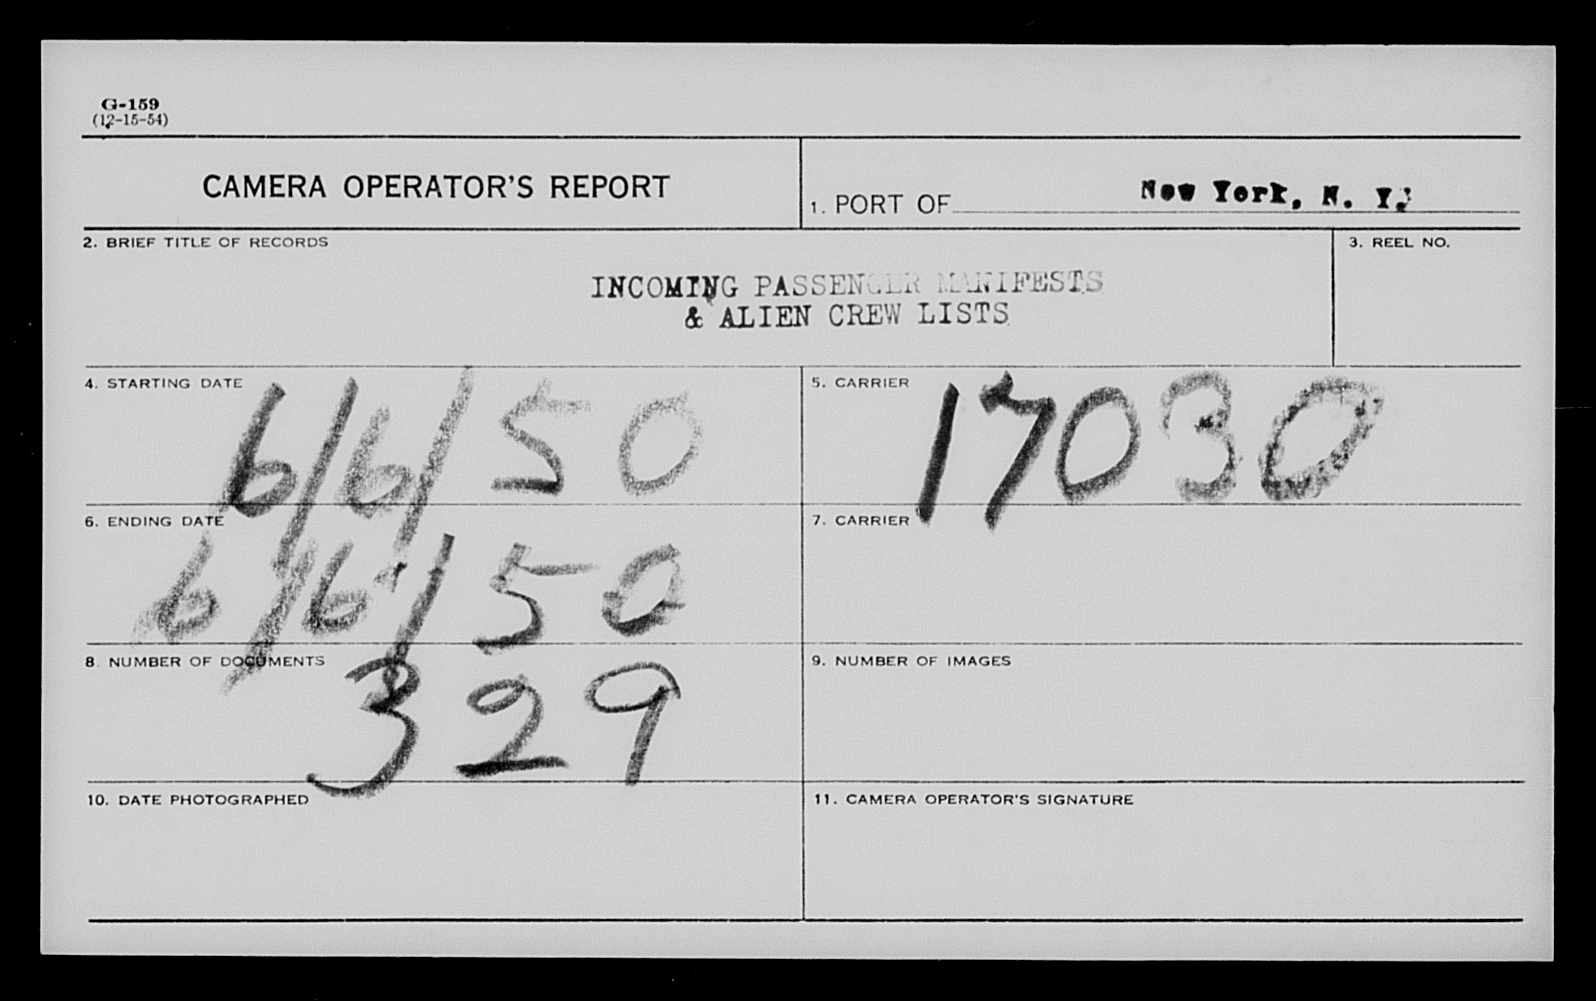 G-159
(12-15-54)
CAMERA OPERATOR'S REPORT
1. PORT OF New York, N. Y.
2. BRIEF TITLE OF RECORDS
3. REEL NO.
INCOMING PASSENGER MANIFESTS
& ALIEN CREW LISTS
4. STARTING DATE 6/6/50
5. CARRIER 17030
6. ENDING DATE 6/6/50
7. CARRIER
8. NUMBER OF DOCUMENTS 329
9. NUMBER OF IMAGES
10. DATE PHOTOGRAPHED
11. CAMERA OPERATOR'S SIGNATURE